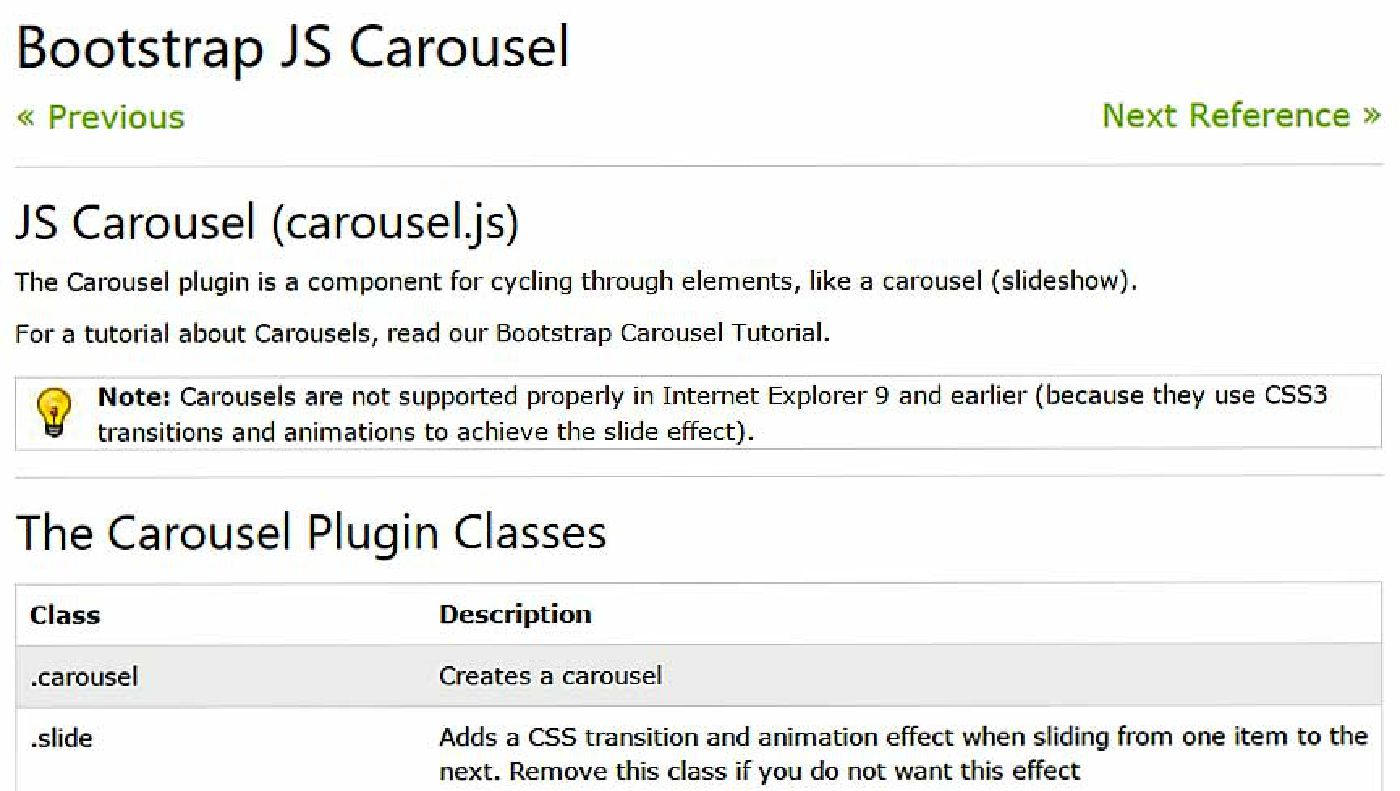 Bootstrap JS Carousel
« Previous
Next Reference »
JS Carousel (carousel.js)
The Carousel plugin is a component for cycling through elements, like a carousel (slideshow).
For a tutorial about Carousels, read our Bootstrap Carousel Tutorial.
Note: Carousels are not supported properly in Internet Explorer 9 and earlier (because they use CSS3
transitions and animations to achieve the slide effect).
The Carousel Plugin Classes
Class Description
.carousel Creates a carousel
.slide Adds a CSS transition and animation effect when sliding from one item to the
next. Remove this class if you do not want this effect